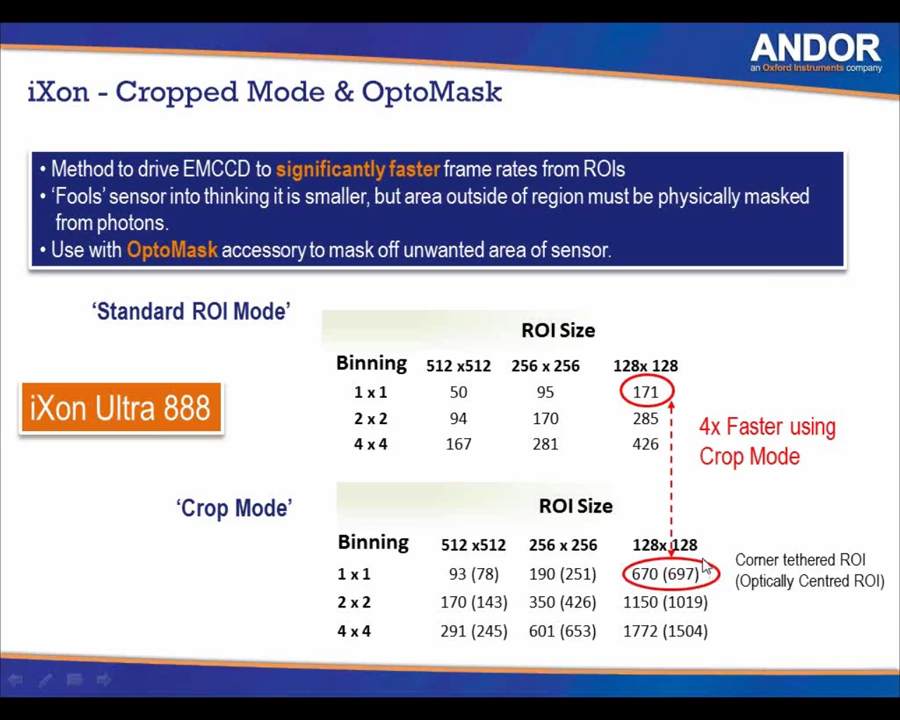 ANDOR
an Oxford Instruments company
iXon - Cropped Mode & OptoMask
• Method to drive EMCCD to significantly faster frame rates from ROIs
• ‘Fools’ sensor into thinking it is smaller, but area outside of region must be physically masked
from photons.
• Use with OptoMask accessory to mask off unwanted area of sensor.
‘Standard ROI Mode’
ROI Size
Binning 512 x512 256 x 256 128x 128
1 x 1 50 95 171
2 x 2 94 170 285
4 x 4 167 281 426
iXon Ultra 888
4x Faster using
Crop Mode
‘Crop Mode’
ROI Size
Binning 512 x512 256 x 256 128x 128
1 x 1 93 (78) 190 (251) 670 (697)
2 x 2 170 (143) 350 (426) 1150 (1019)
4 x 4 291 (245) 601 (653) 1772 (1504)
Corner tethered ROI
(Optically Centred ROI)